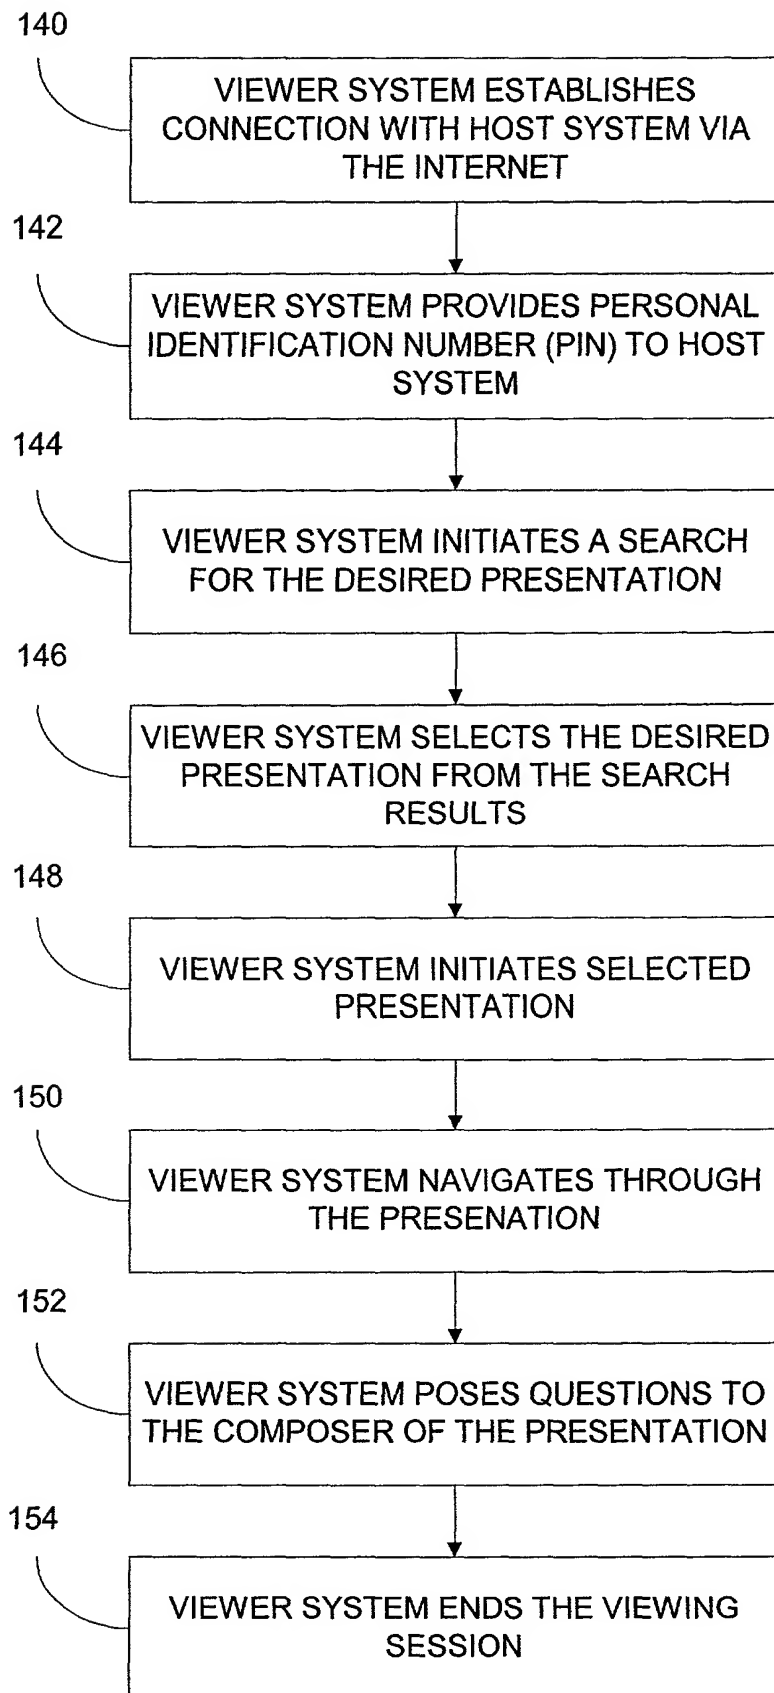 140
VIEWER SYSTEM ESTABLISHES
CONNECTION WITH HOST SYSTEM VIA
THE INTERNET
142
VIEWER SYSTEM PROVIDES PERSONAL
IDENTIFICATION NUMBER (PIN) TO HOST
SYSTEM
144
VIEWER SYSTEM INITIATES A SEARCH
FOR THE DESIRED PRESENTATION
146
VIEWER SYSTEM SELECTS THE DESIRED
PRESENTATION FROM THE SEARCH
RESULTS
148
VIEWER SYSTEM INITIATES SELECTED
PRESENTATION
150
VIEWER SYSTEM NAVIGATES THROUGH
THE PRESENATION
152
VIEWER SYSTEM POSES QUESTIONS TO
THE COMPOSER OF THE PRESENTATION
154
VIEWER SYSTEM ENDS THE VIEWING
SESSION